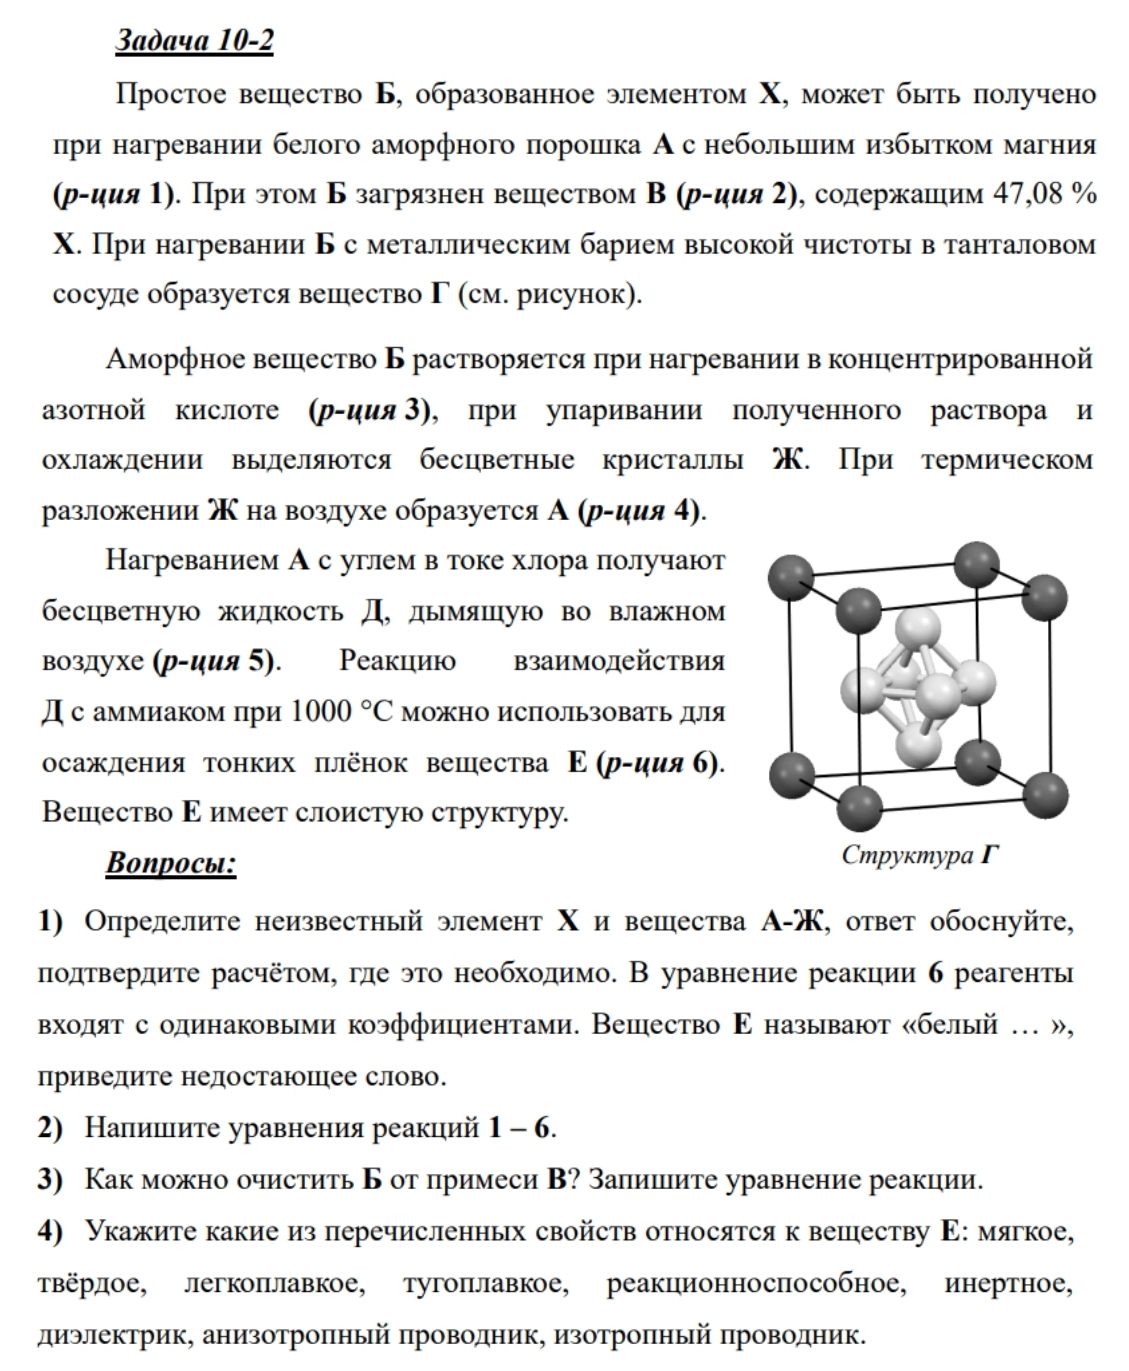 Задача 10-2
Простое вещество Б, образованное элементом Х, может быть получено
при нагревании белого аморфного порошка А с небольшим избытком магния
(р-ция 1). При этом Б загрязнен веществом В (р-ция 2), содержащим 47,08 %
Х. При нагревании Б с металлическим барием высокой чистоты в танталовом
сосуде образуется вещество Г (см. рисунок).
Аморфное вещество Б растворяется при нагревании в концентрированной
азотной кислоте (р-ция 3), при упаривании полученного раствора и
охлаждении выделяются бесцветные кристаллы Ж. При термическом
разложении Ж на воздухе образуется А (р-ция 4).
Нагреванием А с углем в токе хлора получают
бесцветную жидкость Д, дымящую во влажном
воздухе (р-ция 5). Реакцию взаимодействия
Д с аммиаком при 1000 °С можно использовать для
осаждения тонких плёнок вещества Е (р-ция 6).
Вещество Е имеет слоистую структуру.
Структура Г
Вопросы:
1) Определите неизвестный элемент Х и вещества А-Ж, ответ обоснуйте,
подтвердите расчётом, где это необходимо. В уравнение реакции 6 реагенты
входят с одинаковыми коэффициентами. Вещество Е называют «белый … »,
приведите недостающее слово.
2) Напишите уравнения реакций 1 – 6.
3) Как можно очистить Б от примеси В? Запишите уравнение реакции.
4) Укажите какие из перечисленных свойств относятся к веществу Е: мягкое,
твёрдое, легкоплавкое, тугоплавкое, реакционноспособное, инертное,
диэлектрик, анизотропный проводник, изотропный проводник.